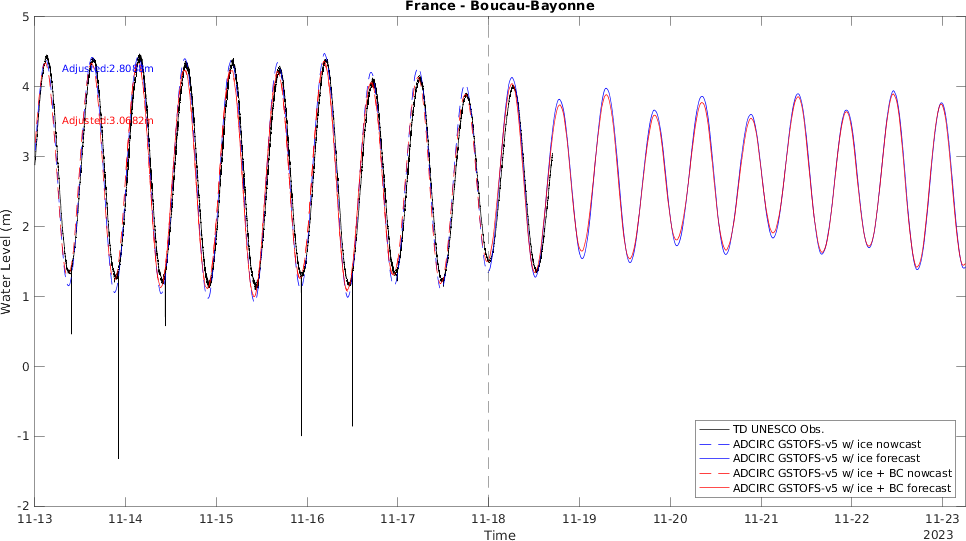 France - Boucau-Bayonne
5
4
3
2
1
0
-1
-2
Water Level (m)
Adjusted:2.8084m
Adjusted:3.0682m
TD UNESCO Obs.
ADCIRC GSTOFS-v5 w/ ice nowcast
ADCIRC GSTOFS-v5 w/ ice forecast
ADCIRC GSTOFS-v5 w/ ice + BC nowcast
ADCIRC GSTOFS-v5 w/ ice + BC forecast
11-13 11-14 11-15 11-16 11-17 11-18 11-19 11-20 11-21 11-22 11-23
Time
2023